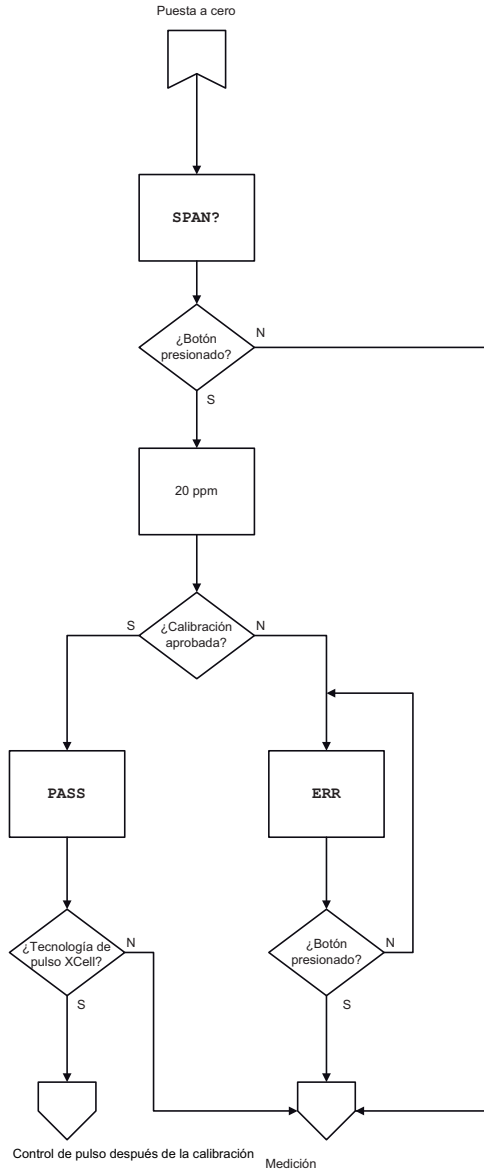 Puesta a cero
SPAN?
¿Botón
presionado?
N
S
20 ppm
¿Calibración
aprobada?
S
N
PASS
ERR
¿Tecnología de
pulso XCell?
N
S
¿Botón
presionado?
N
S
Control de pulso después de la calibración
Medición